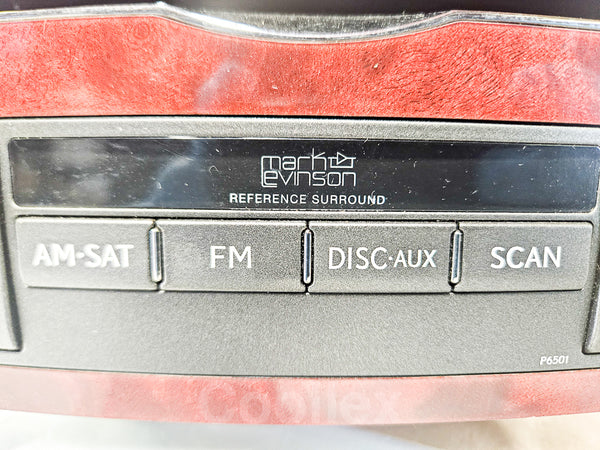 mark
levinson
REFERENCE SURROUND
AM·SAT FM DISC·AUX SCAN
P6501